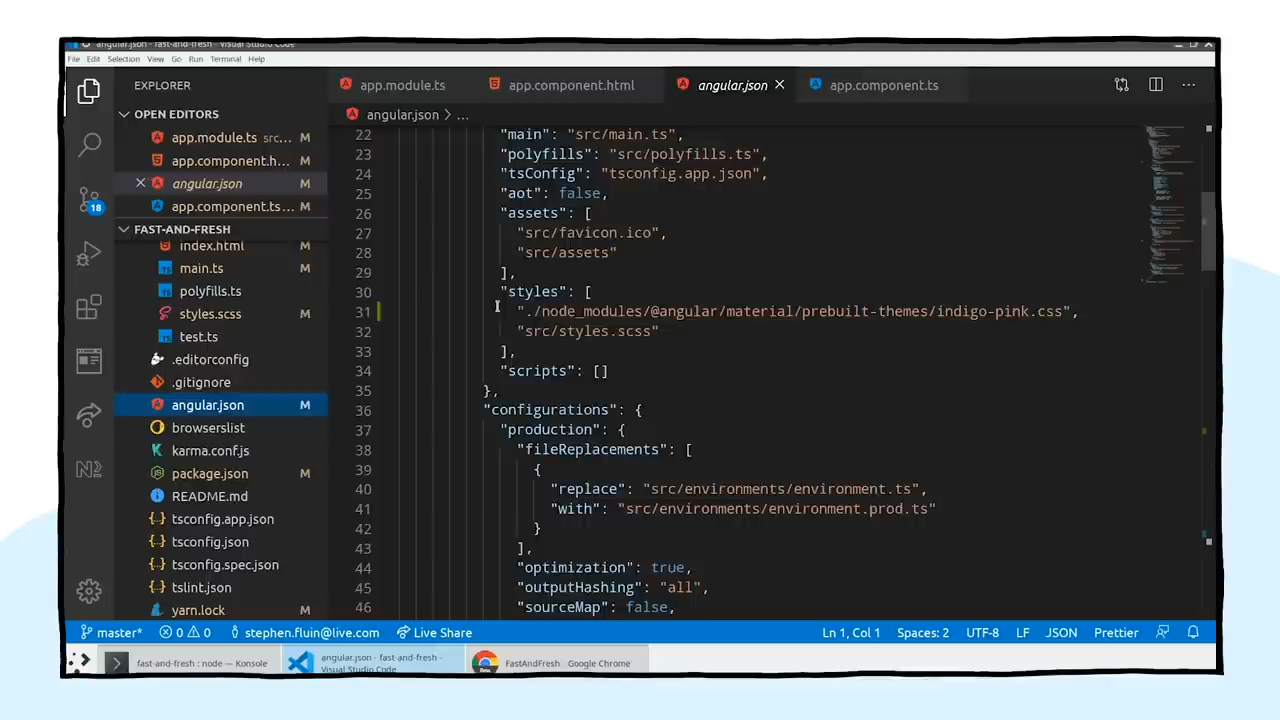 angular.json - fast-and-fresh - Visual Studio Code
File Edit Selection View Go Run Terminal Help
EXPLORER
OPEN EDITORS
app.module.ts src... M
app.component.h... M
angular.json M
app.component.ts... M
18
FAST-AND-FRESH
index.html M
main.ts M
polyfills.ts
styles.scss M
test.ts
.editorconfig
.gitignore
angular.json M
browserslist
karma.conf.js
package.json M
README.md
tsconfig.app.json
tsconfig.json
tsconfig.spec.json
tslint.json
yarn.lock M
app.module.ts app.component.html angular.json app.component.ts
angular.json > ...
22 "main": "src/main.ts",
23 "polyfills": "src/polyfills.ts",
24 "tsConfig": "tsconfig.app.json",
25 "aot": false,
26 "assets": [
27 "src/favicon.ico",
28 "src/assets"
29 ],
30 "styles": [
31 "./node_modules/@angular/material/prebuilt-themes/indigo-pink.css",
32 "src/styles.scss"
33 ],
34 "scripts": []
35 },
36 "configurations": {
37 "production": {
38 "fileReplacements": [
39 {
40 "replace": "src/environments/environment.ts",
41 "with": "src/environments/environment.prod.ts"
42 }
43 ],
44 "optimization": true,
45 "outputHashing": "all",
46 "sourceMap": false,
master* 0 0 stephen.fluin@live.com Live Share Ln 1, Col 1 Spaces: 2 UTF-8 LF JSON Prettier
fast-and-fresh : node — Konsole
angular.json - fast-and-fresh -
Visual Studio Code
FastAndFresh - Google Chrome